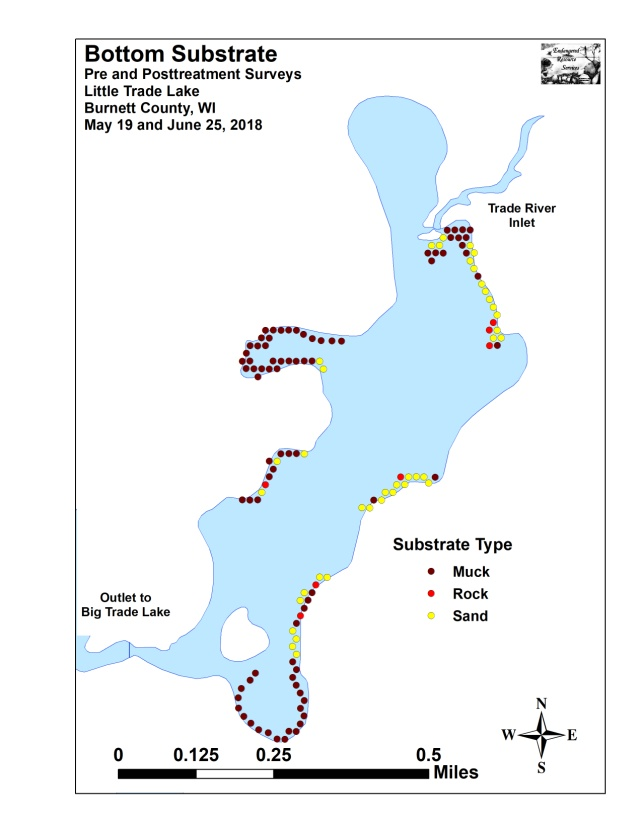 Bottom Substrate
Pre and Posttreatment Surveys
Little Trade Lake
Burnett County, WI
May 19 and June 25, 2018
Endangered
Resource
Services
Trade River
Inlet
Substrate Type
Muck
Rock
Sand
Outlet to
Big Trade Lake
N
W E
S
0 0.125 0.25 0.5
Miles